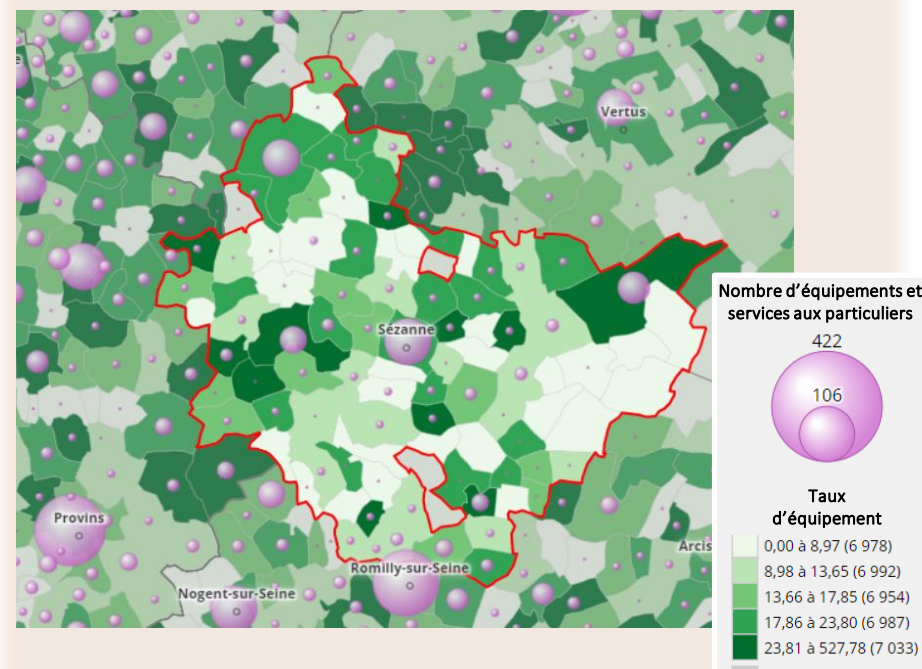 e
Vertus
Sézanne
Provins
Arcis
Romilly-sur-Seine
Nogent-sur-Seine
Nombre d'équipements et
services aux particuliers
422
106
Taux
d'équipement
0,00 à 8,97 (6 978)
8,98 à 13,65 (6 992)
13,66 à 17,85 (6 954)
17,86 à 23,80 (6 987)
23,81 à 527,78 (7 033)